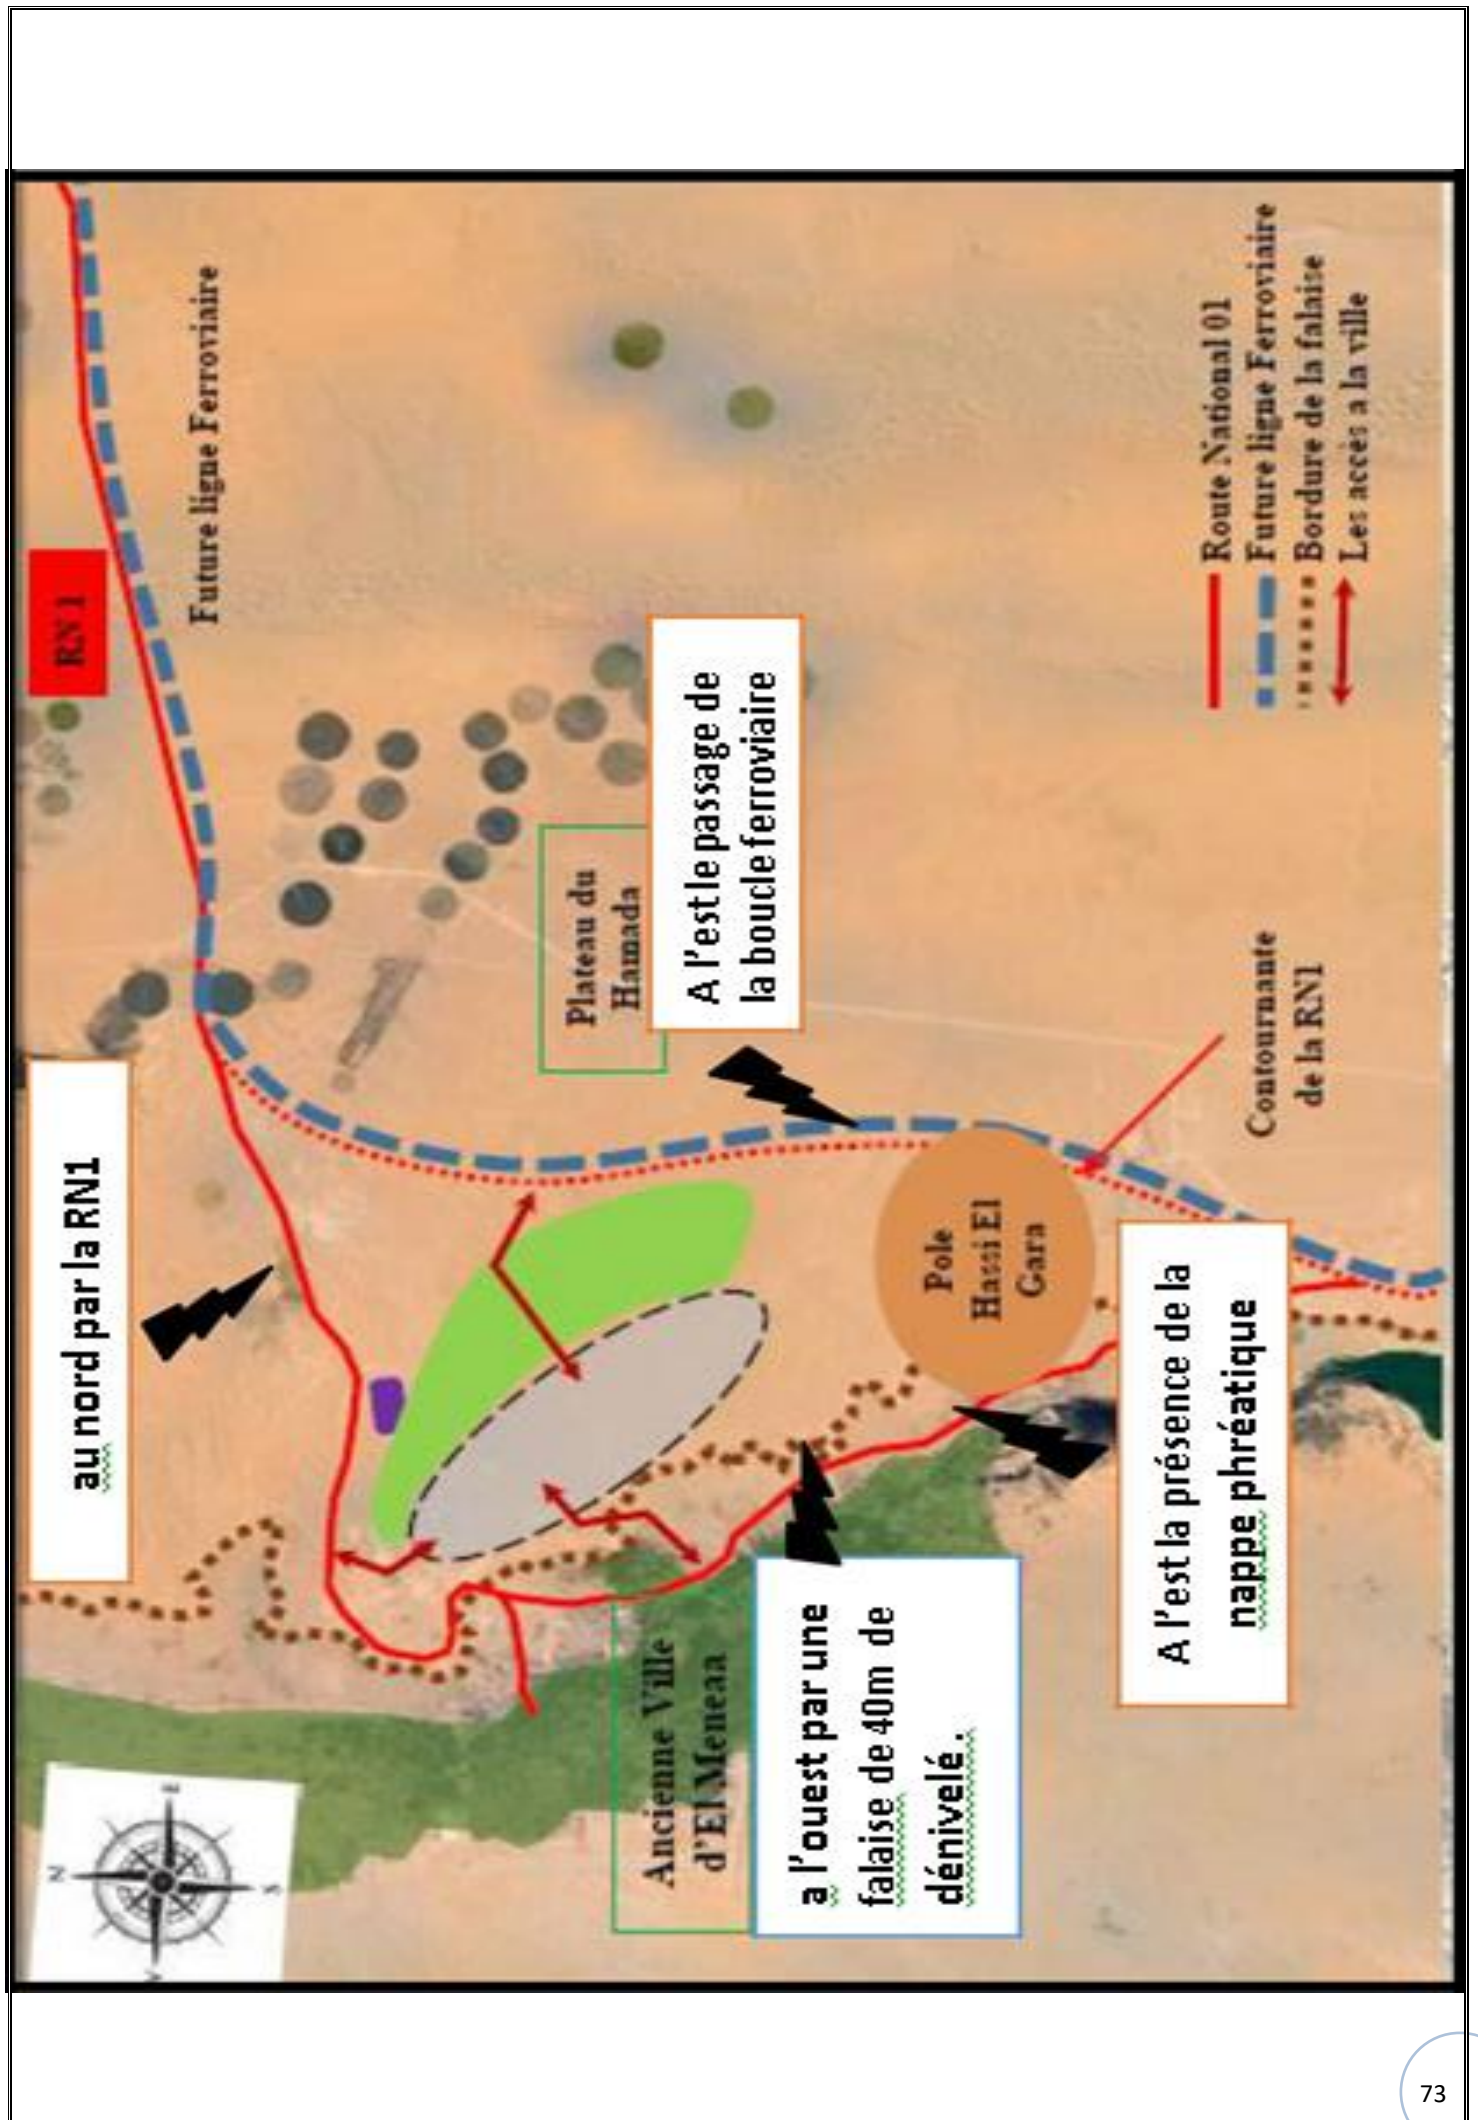 RN 1
Future ligne Ferroviaire
au nord par la RN1
N
E
S
Plateau du
Hamada
A l'est le passage de
la boucle ferroviaire
Ancienne Ville
d'El Meneaa
a l'ouest par une
falaise de 40m de
dénivelé.
Pole
Hassi El
Gara
A l'est la présence de la
nappe phréatique
Contournante
de la RN1
Route National 01
Future ligne Ferroviaire
Bordure de la falaise
Les accès a la ville
73